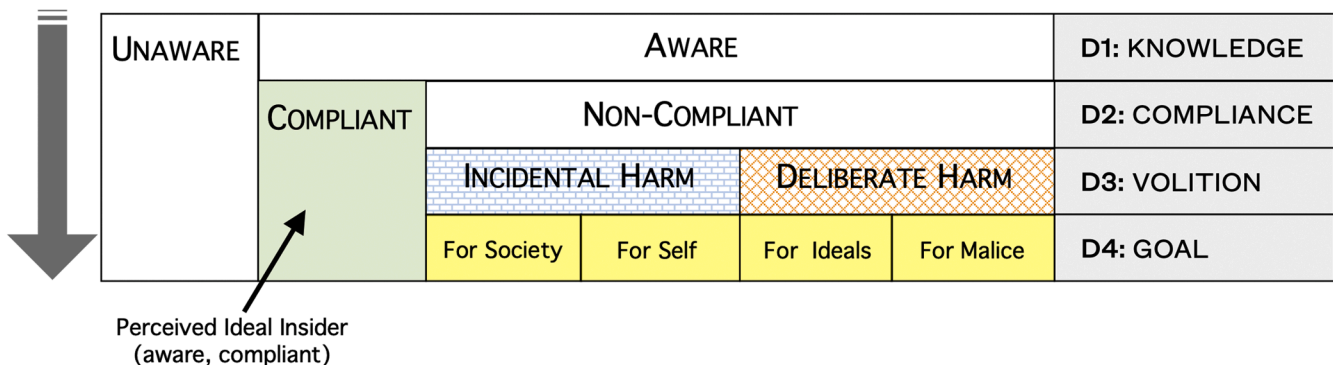 UNAWARE
AWARE
D1: KNOWLEDGE
COMPLIANT
NON-COMPLIANT
D2: COMPLIANCE
INCIDENTAL HARM
DELIBERATE HARM
D3: VOLITION
For Society
For Self
For Ideals
For Malice
D4: GOAL
Perceived Ideal Insider
(aware, compliant)